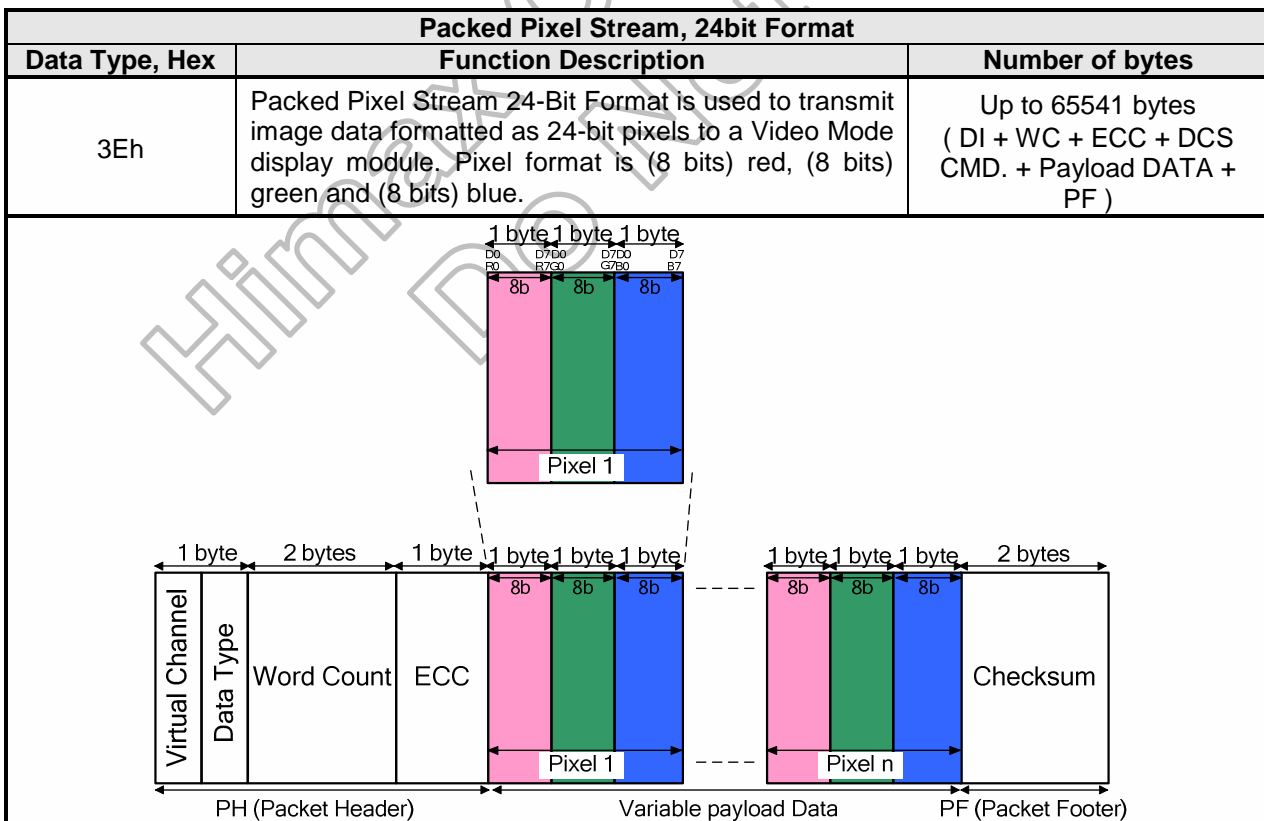 Packed Pixel Stream, 24bit Format
Data Type, Hex Function Description Number of bytes
3Eh
Packed Pixel Stream 24-Bit Format is used to transmit
image data formatted as 24-bit pixels to a Video Mode
display module. Pixel format is (8 bits) red, (8 bits)
green and (8 bits) blue.
Up to 65541 bytes
( DI + WC + ECC + DCS
CMD. + Payload DATA +
PF )
1 byte 1 byte 1 byte
D0 D7 D0 D7 D0 D7
R0 R7 G0 G7 B0 B7
8b 8b 8b
Pixel 1
1 byte 2 bytes 1 byte 1 byte 1 byte 1 byte 1 byte 1 byte 1 byte 2 bytes
8b 8b 8b 8b 8b 8b
Virtual Channel
Data Type
Word Count ECC Checksum
Pixel 1 Pixel n
PH (Packet Header) Variable payload Data PF (Packet Footer)
Himax
Do